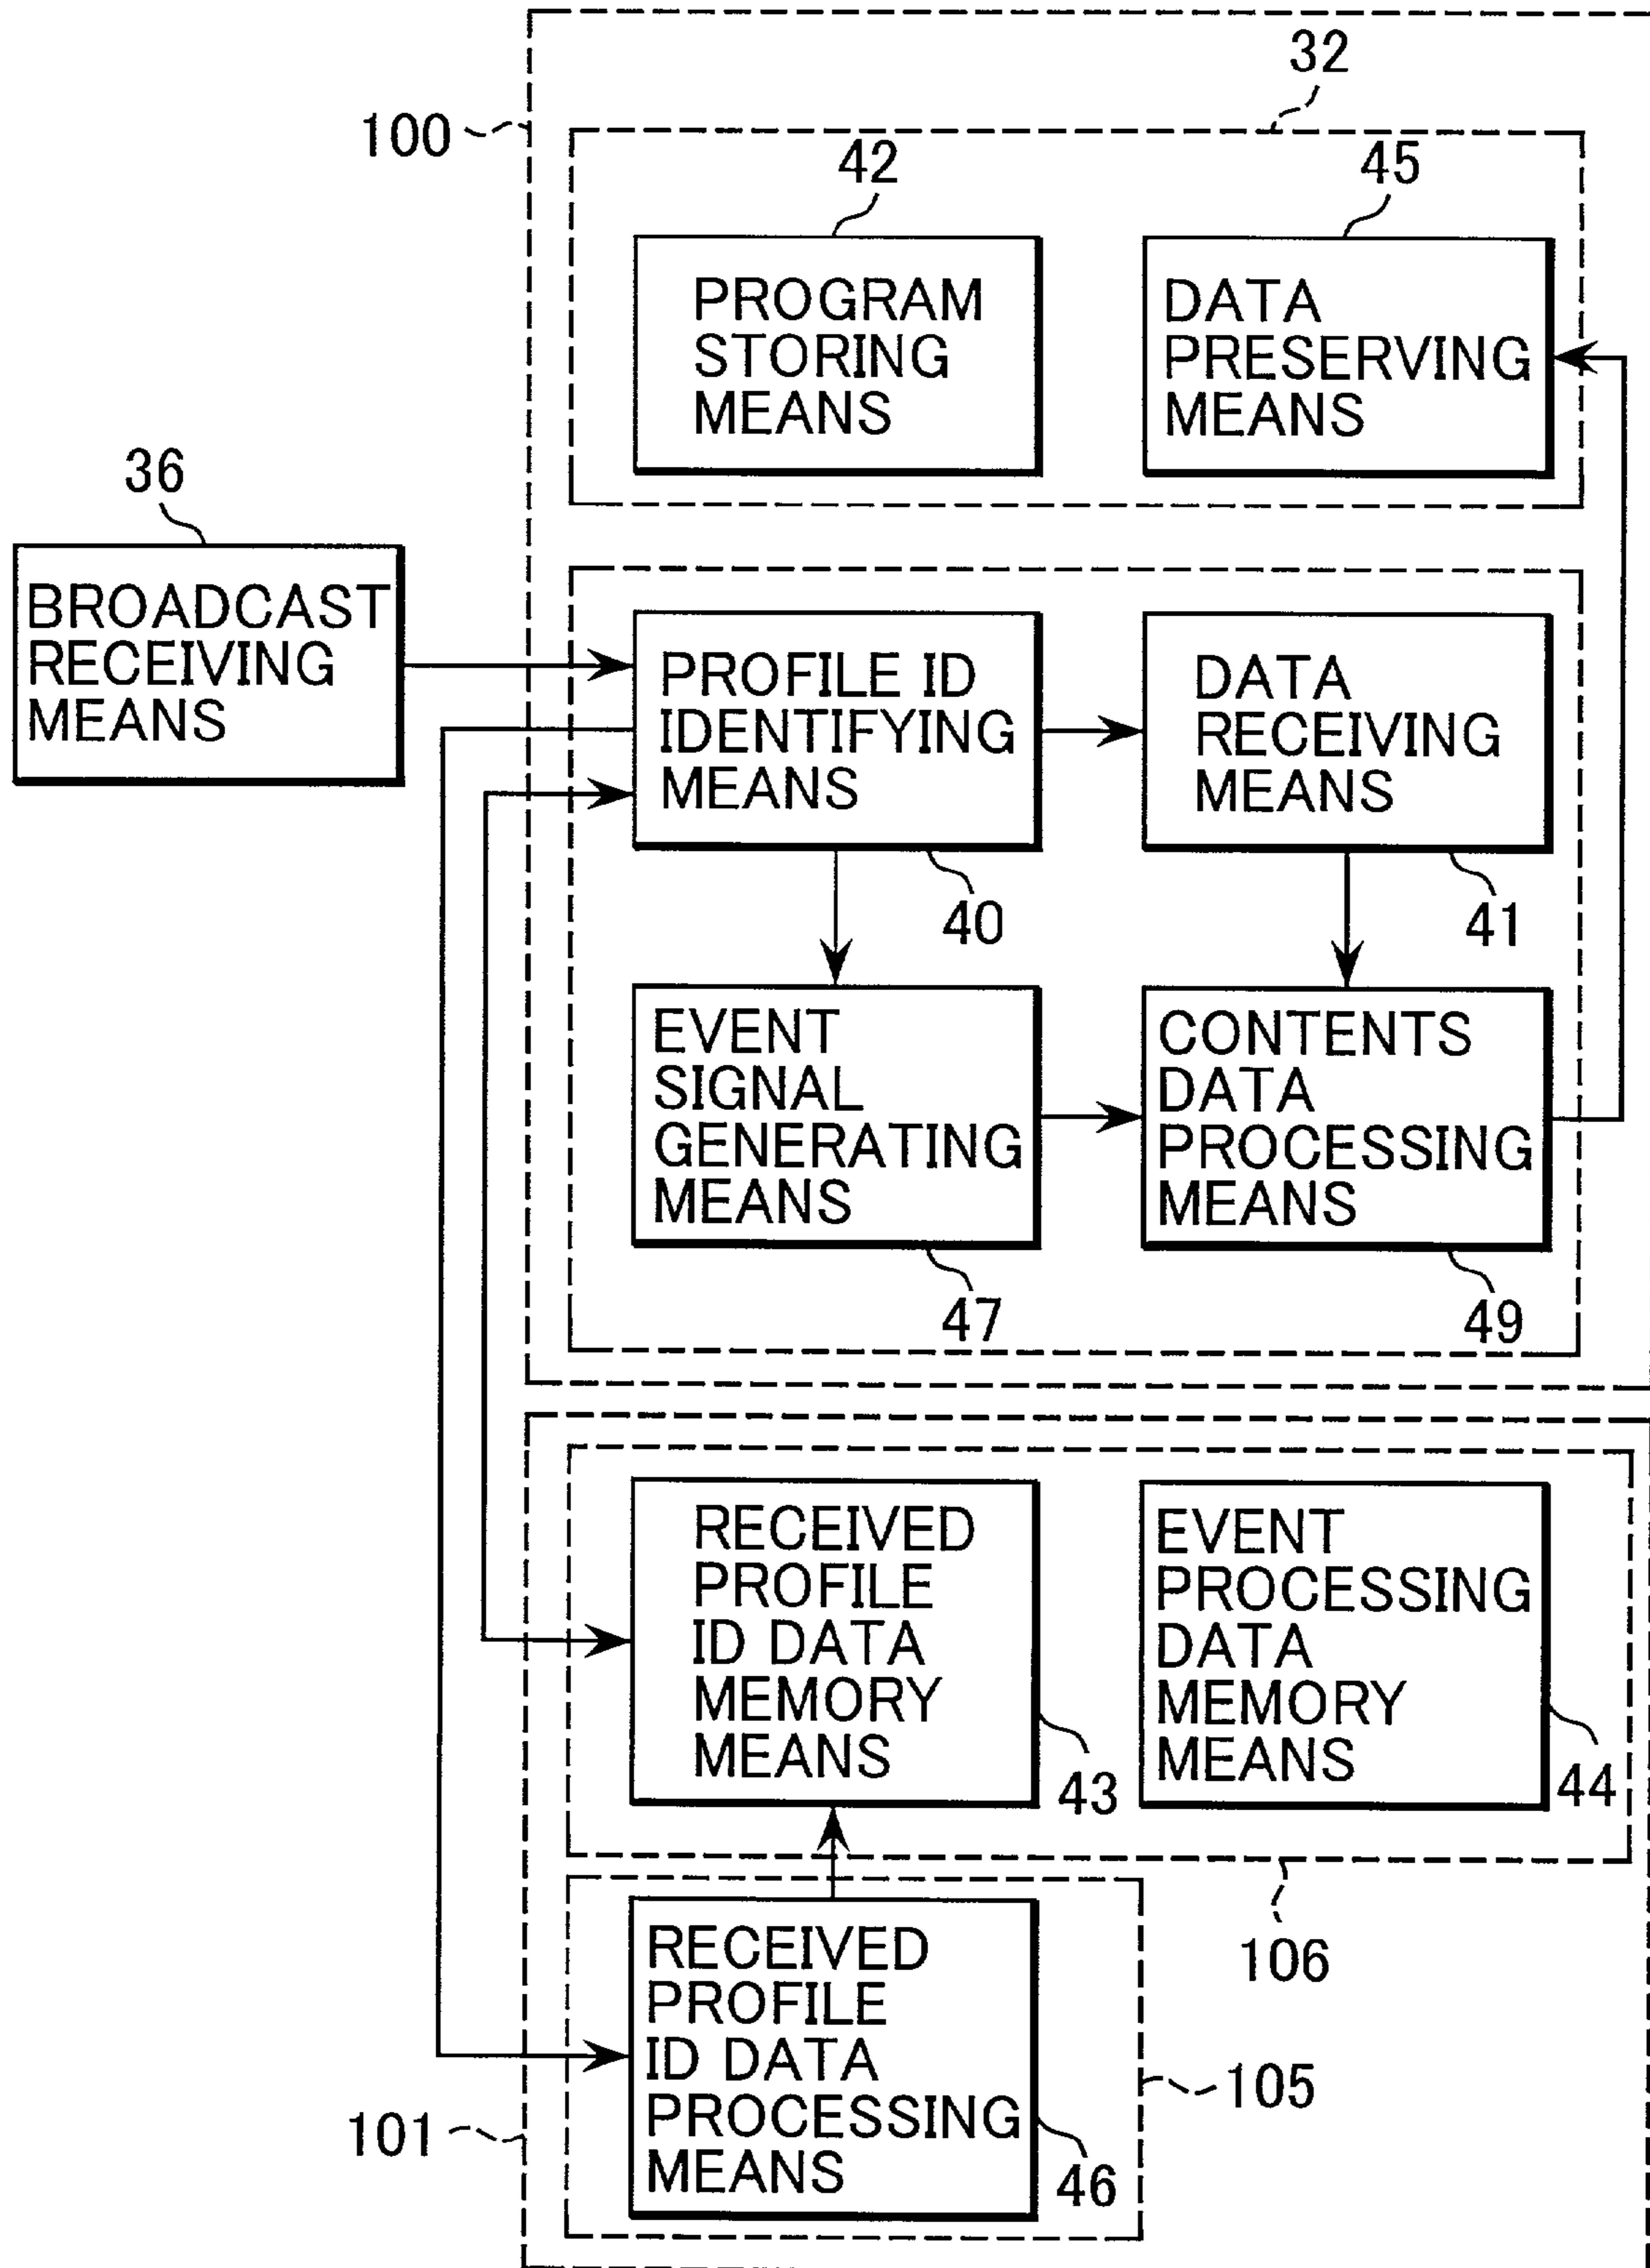 32
100
42
45
PROGRAM
STORING
MEANS
DATA
PRESERVING
MEANS
36
BROADCAST
RECEIVING
MEANS
PROFILE ID
IDENTIFYING
MEANS
DATA
RECEIVING
MEANS
40
41
EVENT
SIGNAL
GENERATING
MEANS
CONTENTS
DATA
PROCESSING
MEANS
47
49
RECEIVED
PROFILE
ID DATA
MEMORY
MEANS
EVENT
PROCESSING
DATA
MEMORY
MEANS
43
44
106
RECEIVED
PROFILE
ID DATA
PROCESSING
MEANS
105
101
46